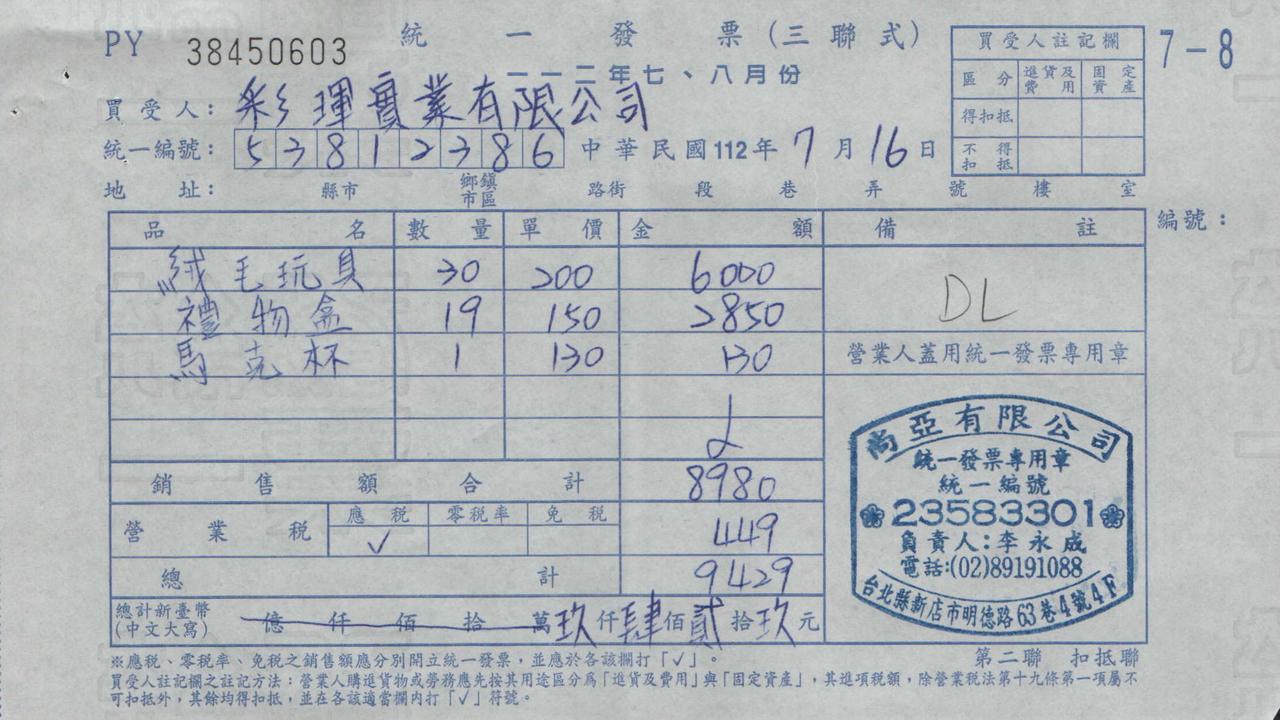 PY 38450603 統一發票(三聯式)
一一二年七、八月份
7-8
買受人註記欄
區分 進貨及費用 固定資產
得扣抵
不得扣抵
買受人: 彩琿實業有限公司
統一編號: 53812386 中華民國112年7月16日
地址: 縣市 鄉鎮市區 路街 段 巷 弄 號 樓 室
編號:
品名 數量 單價 金額 備註
絨毛玩具 30 200 6000
禮物盒 19 150 2850
馬克杯 1 130 130
DL
營業人蓋用統一發票專用章
銷售額合計 8980
營業稅 應稅 零稅率 免稅
✓ 449
總計 9429
總計新臺幣(中文大寫) 億仟佰拾萬玖仟肆佰貳拾玖元
尚亞有限公司
統一發票專用章
統一編號
23583301
負責人:李永成
電話:(02)89191088
台北縣新店市明德路63巷4號4F
※應稅、零稅率、免稅之銷售額應分別開立統一發票,並應於各該欄打「✓」。
第二聯 扣抵聯
買受人註記欄之註記方法:營業人購進貨物或勞務應先按其用途區分為「進貨及費用」與「固定資產」,其進項稅額,除營業稅法第十九條第一項屬不
可扣抵外,其餘均得扣抵,並在各該適當欄內打「✓」符號。